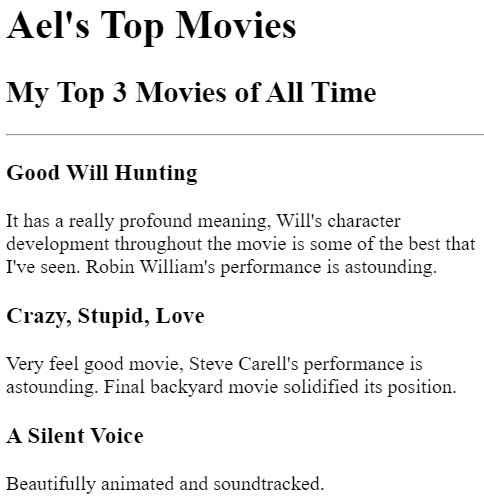 Ael's Top Movies
My Top 3 Movies of All Time
Good Will Hunting
It has a really profound meaning, Will's character
development throughout the movie is some of the best that
I've seen. Robin William's performance is astounding.
Crazy, Stupid, Love
Very feel good movie, Steve Carell's performance is
astounding. Final backyard movie solidified its position.
A Silent Voice
Beautifully animated and soundtracked.